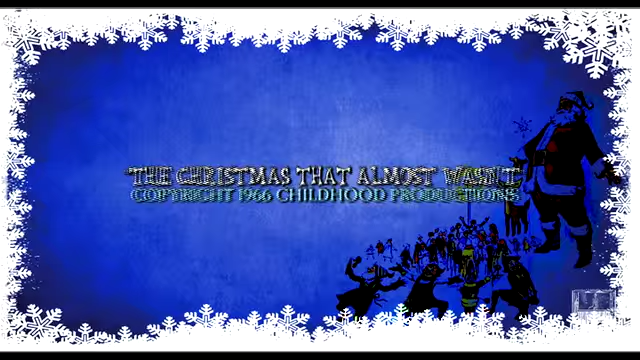 THE CHRISTMAS THAT ALMOST WASN'T
COPYRIGHT 1966 CHILDHOOD PRODUCTIONS